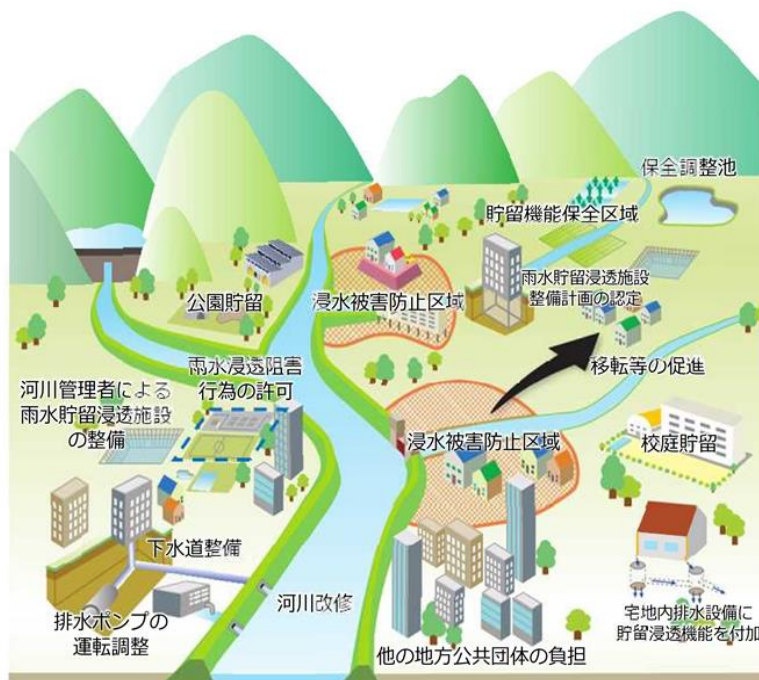 保全調整池
貯留機能保全区域
公園貯留
浸水被害防止区域
雨水貯留浸透施設
整備計画の認定
雨水浸透阻害
行為の許可
移転等の促進
河川管理者による
雨水貯留浸透施設
の整備
浸水被害防止区域
校庭貯留
下水道整備
河川改修
排水ポンプの
運転調整
宅地内排水設備に
貯留浸透機能を付加
他の地方公共団体の負担